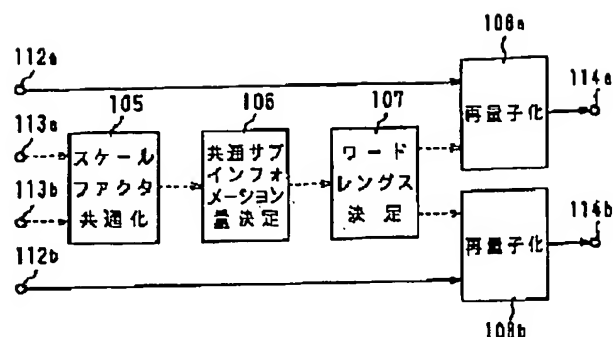 108a
112a
114a
105
106
107
113a
再量子化
スケール
ファクタ
共通化
共通サブ
インフォ
メーション
量決定
ワード
レングス
決定
113b
114b
再量子化
112b
108b